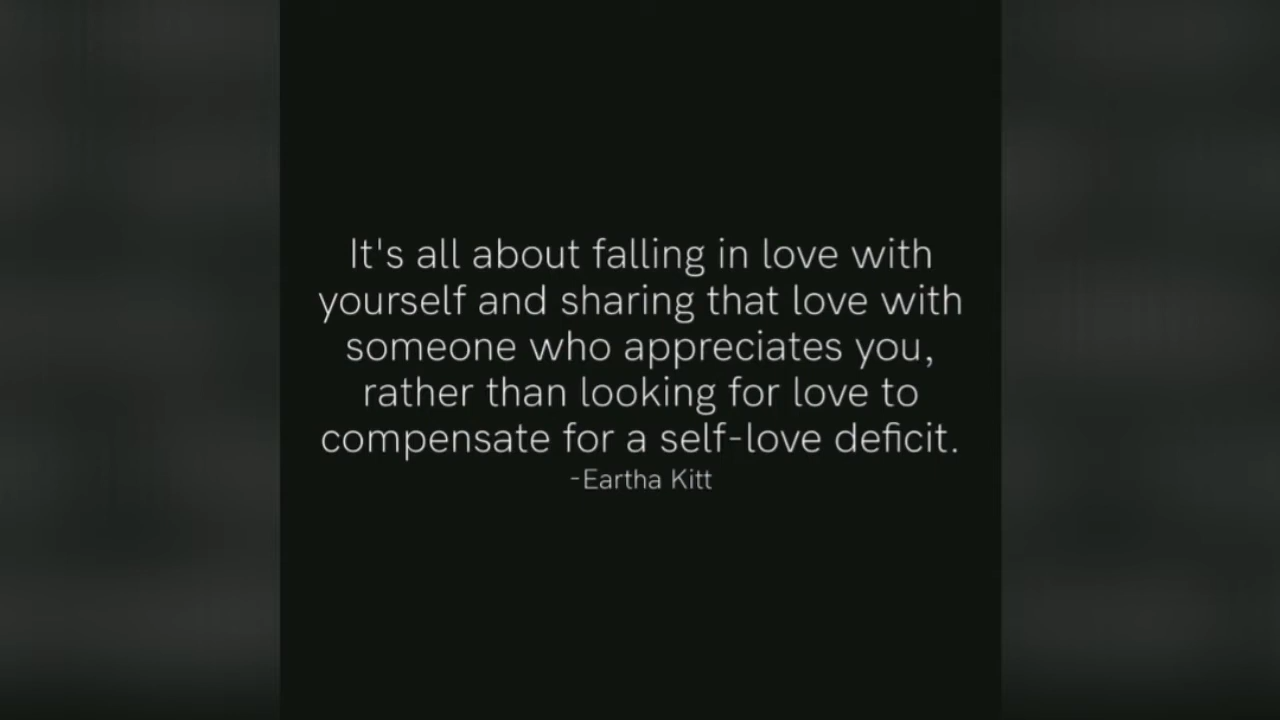 It's all about falling in love with
yourself and sharing that love with
someone who appreciates you,
rather than looking for love to
compensate for a self-love deficit.
-Eartha Kitt